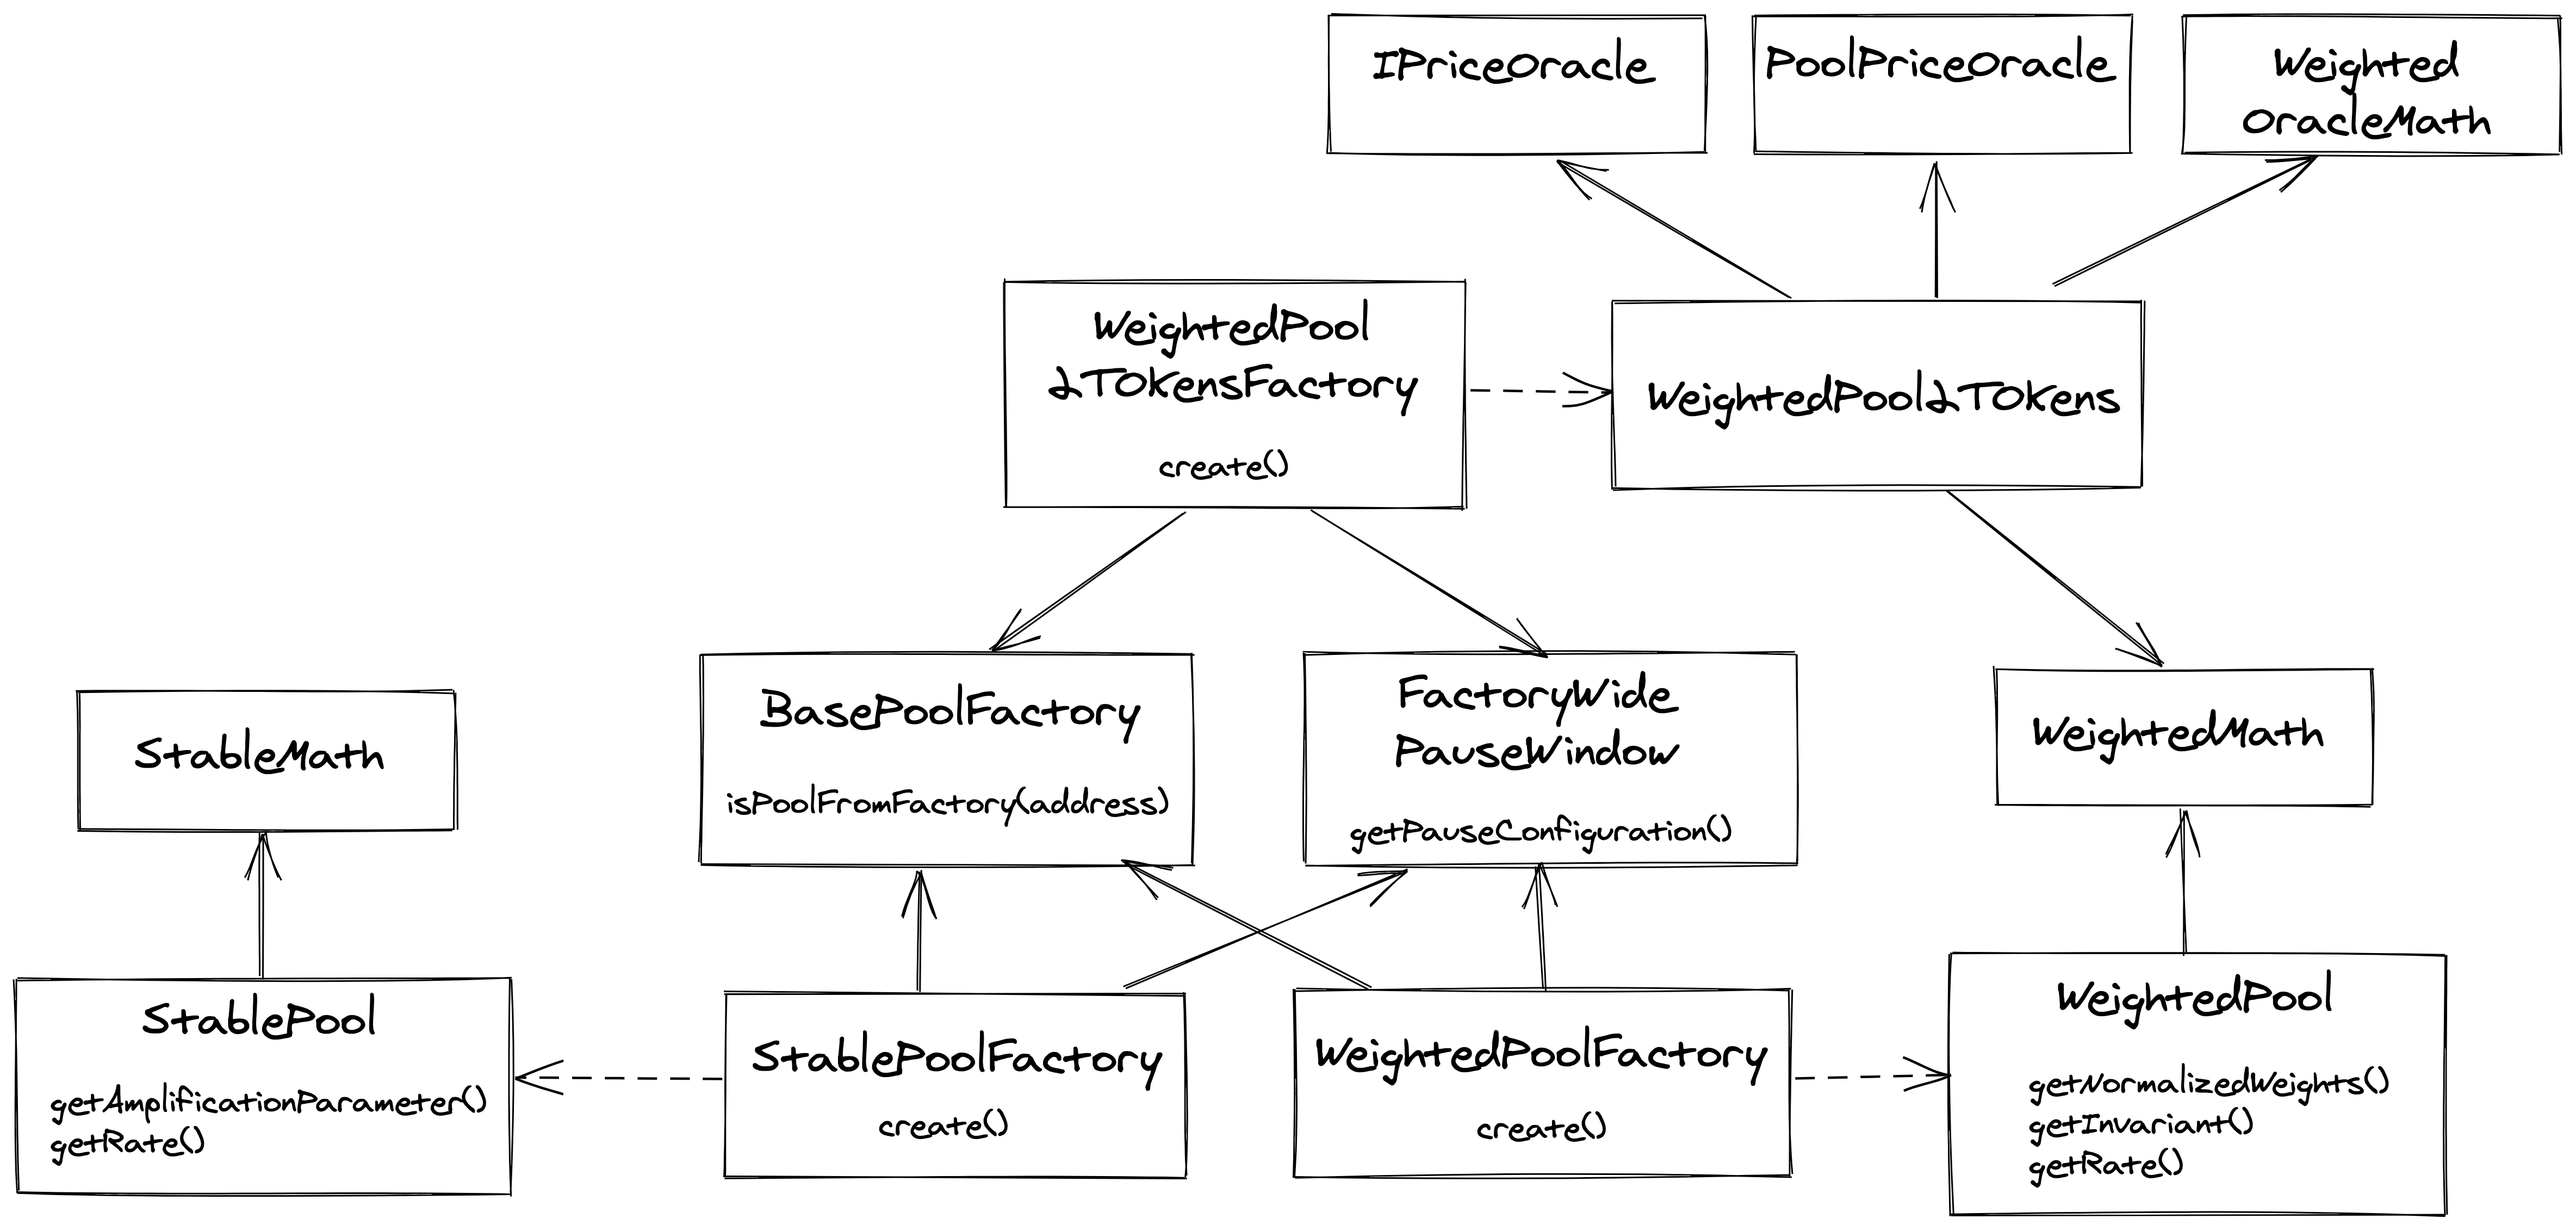 IPriceOracle
PoolPriceOracle
Weighted
OracleMath
WeightedPool
2TOKensFactory
create()
WeightedPool2TOKens
BasePoolFactory
isPoolFromFactory(address)
FactoryWide
PauseWindow
getPauseConfiguration()
StableMath
WeightedMath
StablePool
getAmplificationParameter()
getRate()
StablePoolFactory
create()
WeightedPoolFactory
create()
WeightedPool
getNormalizedWeights()
getInvariant()
getRate()